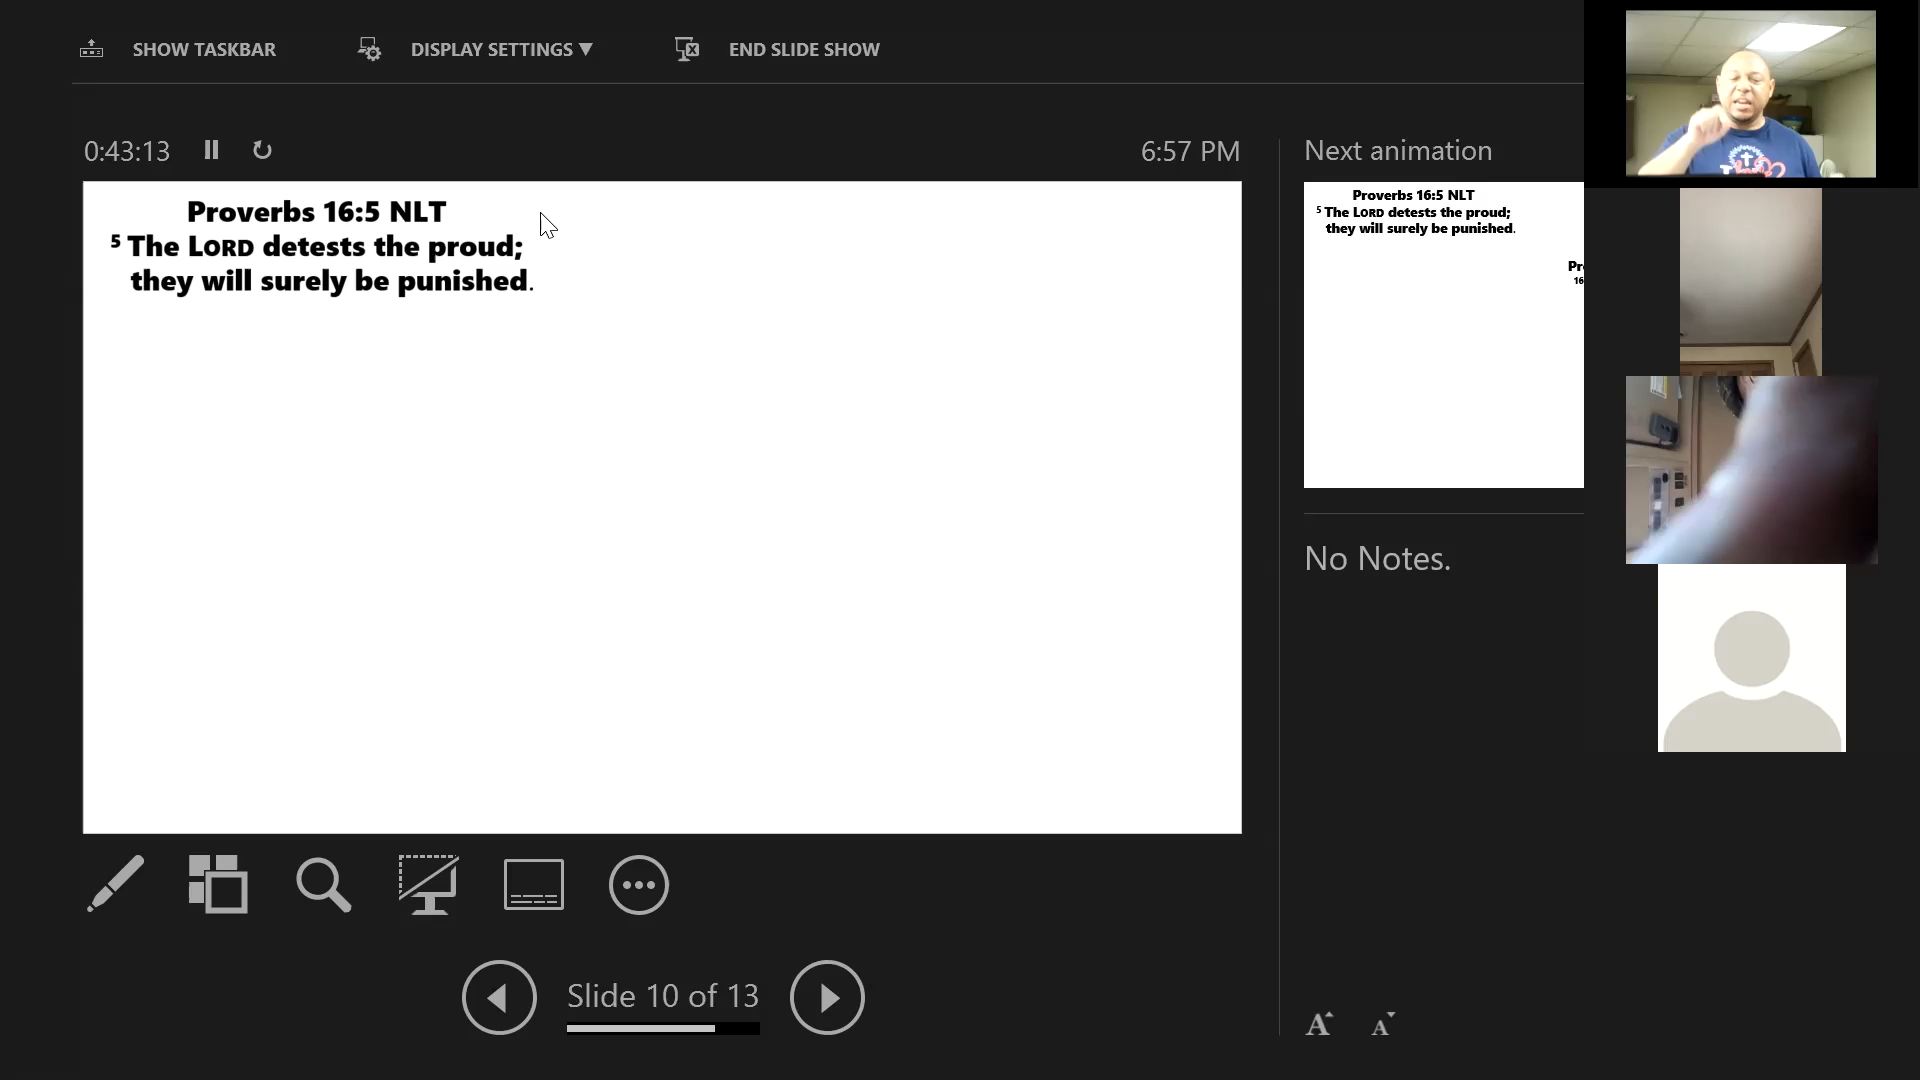 SHOW TASKBAR
DISPLAY SETTINGS ▼
END SLIDE SHOW
0:43:13
6:57 PM
Proverbs 16:5 NLT
5 The LORD detests the proud;
they will surely be punished.
Next animation
Proverbs 16:5 NLT
5 The LORD detests the proud;
they will surely be punished.
16
No Notes.
Slide 10 of 13
A
A